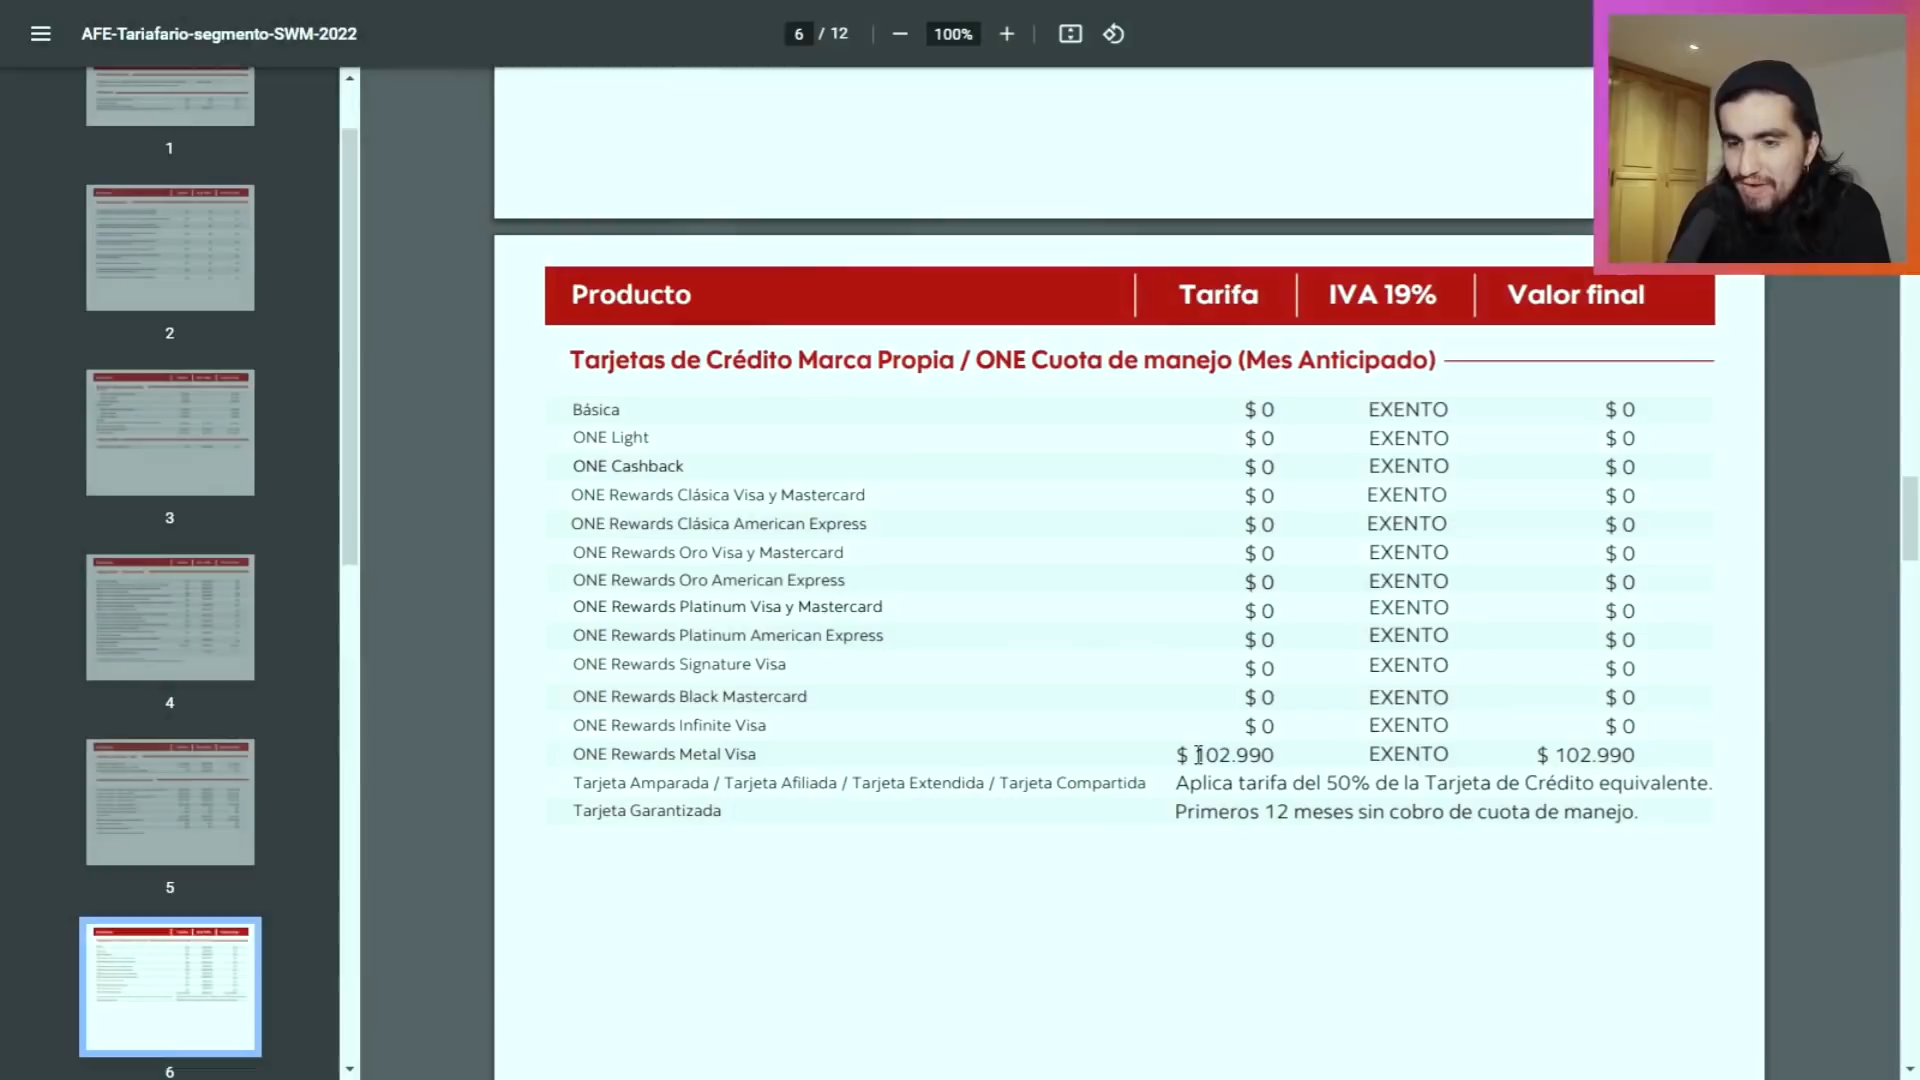 AFE-Tariafario-segmento-SWM-2022
6 / 12
100%
1
2
3
4
5
6
Producto Tarifa IVA 19% Valor final
Tarjetas de Crédito Marca Propia / ONE Cuota de manejo (Mes Anticipado)
Básica $ 0 EXENTO $ 0
ONE Light $ 0 EXENTO $ 0
ONE Cashback $ 0 EXENTO $ 0
ONE Rewards Clásica Visa y Mastercard $ 0 EXENTO $ 0
ONE Rewards Clásica American Express $ 0 EXENTO $ 0
ONE Rewards Oro Visa y Mastercard $ 0 EXENTO $ 0
ONE Rewards Oro American Express $ 0 EXENTO $ 0
ONE Rewards Platinum Visa y Mastercard $ 0 EXENTO $ 0
ONE Rewards Platinum American Express $ 0 EXENTO $ 0
ONE Rewards Signature Visa $ 0 EXENTO $ 0
ONE Rewards Black Mastercard $ 0 EXENTO $ 0
ONE Rewards Infinite Visa $ 0 EXENTO $ 0
ONE Rewards Metal Visa $ 102.990 EXENTO $ 102.990
Tarjeta Amparada / Tarjeta Afiliada / Tarjeta Extendida / Tarjeta Compartida Aplica tarifa del 50% de la Tarjeta de Crédito equivalente.
Tarjeta Garantizada Primeros 12 meses sin cobro de cuota de manejo.